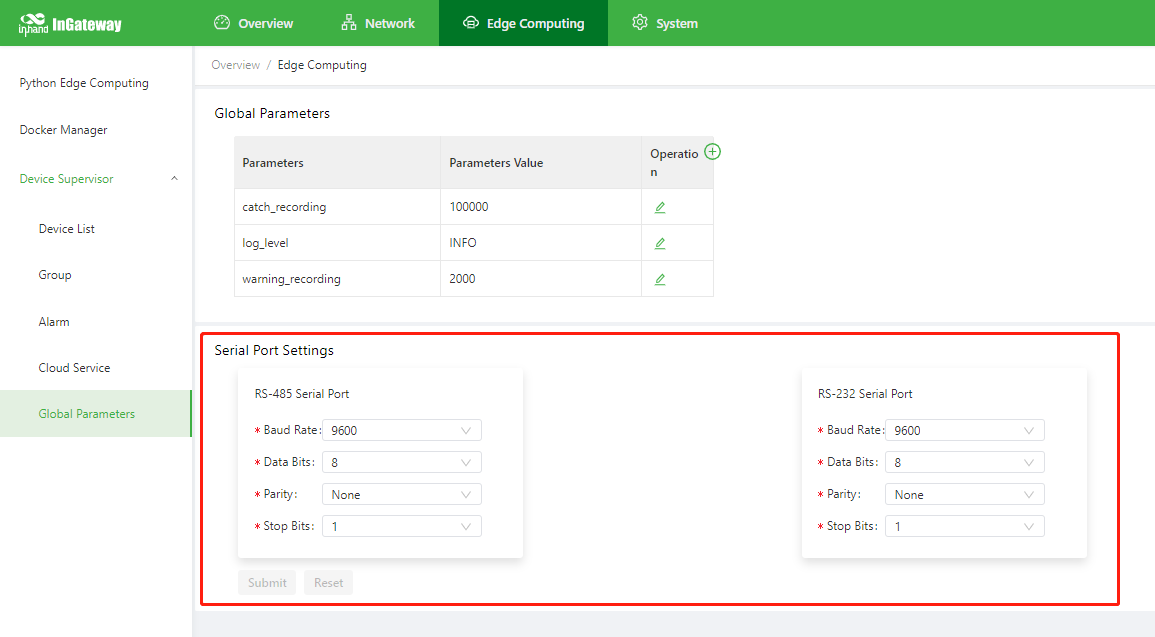 inhand InGateway
Overview
Network
Edge Computing
System
Python Edge Computing
Docker Manager
Device Supervisor
Device List
Group
Alarm
Cloud Service
Global Parameters
Overview / Edge Computing
Global Parameters
Parameters Parameters Value Operatio
n
catch_recording 100000
log_level INFO
warning_recording 2000
Serial Port Settings
RS-485 Serial Port
* Baud Rate: 9600
* Data Bits: 8
* Parity: None
* Stop Bits: 1
RS-232 Serial Port
* Baud Rate: 9600
* Data Bits: 8
* Parity: None
* Stop Bits: 1
Submit Reset